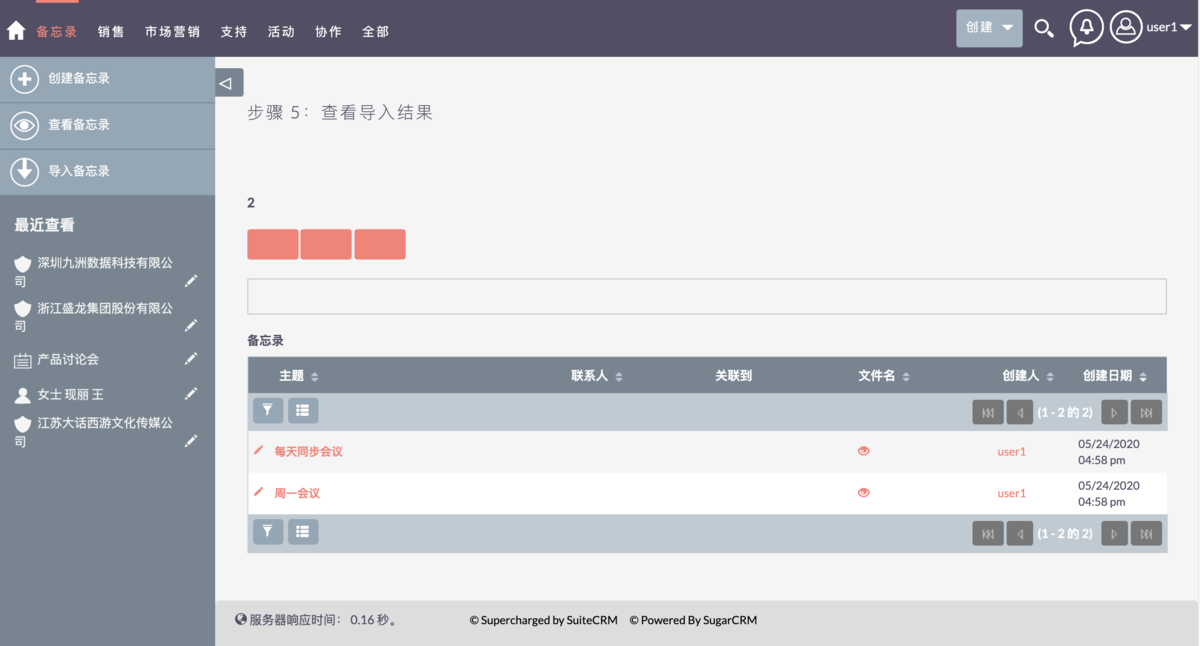 备忘录 销售 市场营销 支持 活动 协作 全部 创建 user1
创建备忘录
查看备忘录
导入备忘录
最近查看
深圳九洲数据科技有限公
司
浙江盛龙集团股份有限公
司
产品讨论会
女士 现丽 王
江苏大话西游文化传媒公
司
步骤 5：查看导入结果
2
备忘录
主题 联系人 关联到 文件名 创建人 创建日期
(1 - 2 的 2)
每天同步会议 user1 05/24/2020
04:58 pm
周一会议 user1 05/24/2020
04:58 pm
(1 - 2 的 2)
服务器响应时间： 0.16 秒。 © Supercharged by SuiteCRM © Powered By SugarCRM